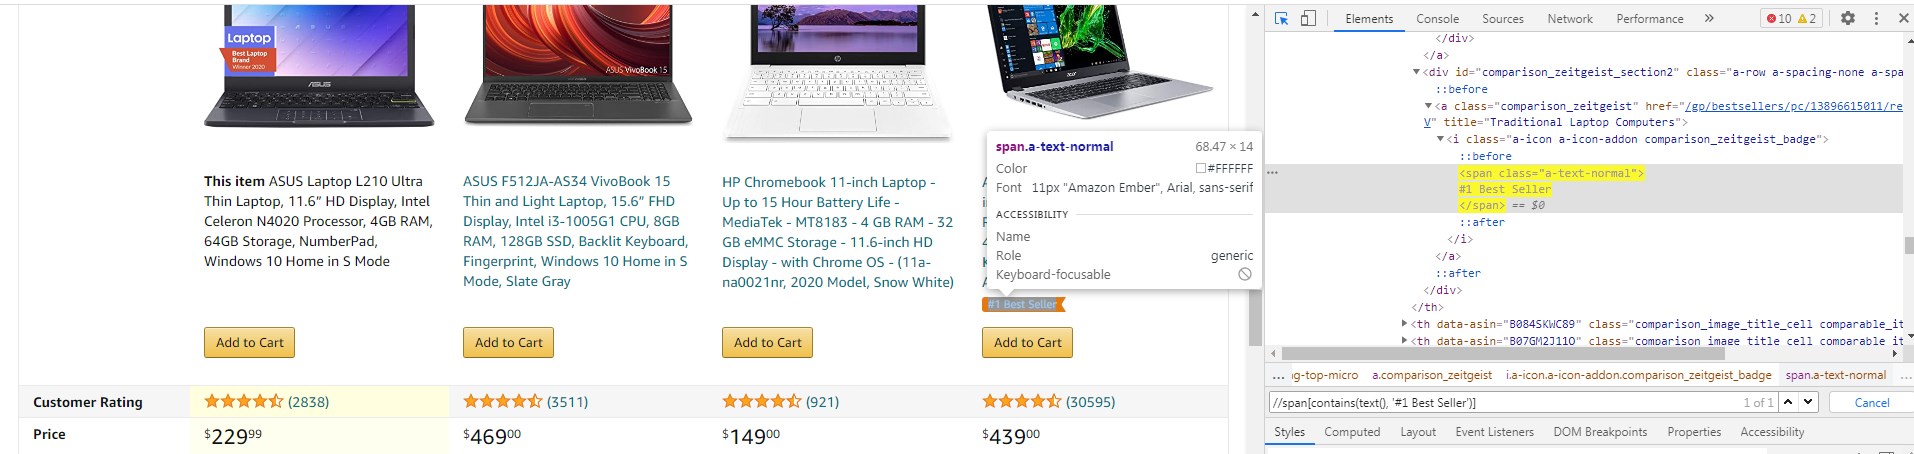 Laptop
Best Laptop
Brand
Winner 2020
ASUS
ASUS VivoBook 15
hp
acer
This item ASUS Laptop L210 Ultra
Thin Laptop, 11.6” HD Display, Intel
Celeron N4020 Processor, 4GB RAM,
64GB Storage, NumberPad,
Windows 10 Home in S Mode
ASUS F512JA-AS34 VivoBook 15
Thin and Light Laptop, 15.6” FHD
Display, Intel i3-1005G1 CPU, 8GB
RAM, 128GB SSD, Backlit Keyboard,
Fingerprint, Windows 10 Home in S
Mode, Slate Gray
HP Chromebook 11-inch Laptop -
Up to 15 Hour Battery Life -
MediaTek - MT8183 - 4 GB RAM - 32
GB eMMC Storage - 11.6-inch HD
Display - with Chrome OS - (11a-
na0021nr, 2020 Model, Snow White)
#1 Best Seller
Add to Cart Add to Cart Add to Cart Add to Cart
Customer Rating (2838) (3511) (921) (30595)
Price $229⁹⁹ $469⁰⁰ $149⁰⁰ $439⁰⁰
span.a-text-normal 68.47 × 14
Color #FFFFFF
Font 11px "Amazon Ember", Arial, sans-serif
ACCESSIBILITY
Name
Role generic
Keyboard-focusable
Elements Console Sources Network Performance » 10 2
</div>
</a>
<div id="comparison_zeitgeist_section2" class="a-row a-spacing-none a-spa
::before
<a class="comparison_zeitgeist" href="/gp/bestsellers/pc/13896615011/re
V" title="Traditional Laptop Computers">
<i class="a-icon a-icon-addon comparison_zeitgeist_badge">
::before
<span class="a-text-normal">
#1 Best Seller
</span> == $0
::after
</i>
</a>
::after
</div>
</th>
<th data-asin="B084SKWC89" class="comparison_image_title_cell comparable_it
<th data-asin="B07GM2J11O" class="comparison_image_title_cell comparable_it
... ng-top-micro a.comparison_zeitgeist i.a-icon.a-icon-addon.comparison_zeitgeist_badge span.a-text-normal ...
//span[contains(text(), '#1 Best Seller')] 1 of 1 Cancel
Styles Computed Layout Event Listeners DOM Breakpoints Properties Accessibility